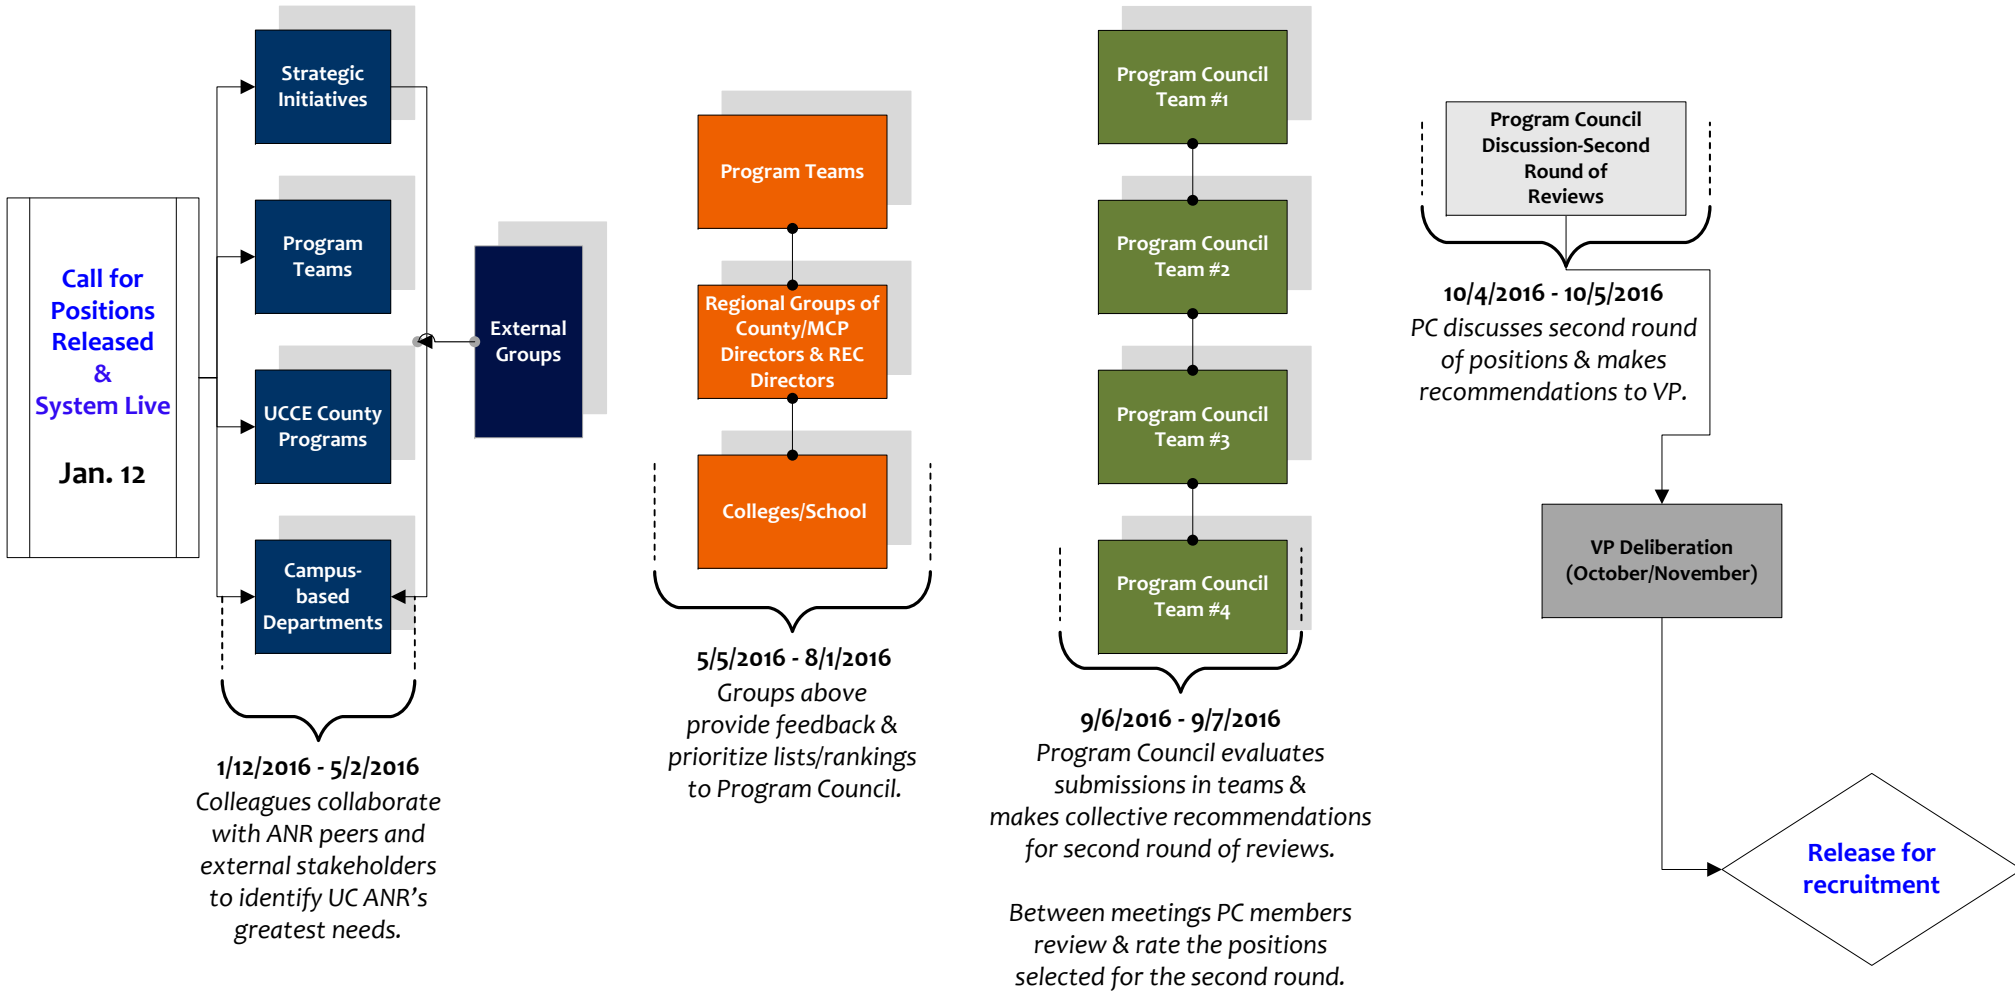 Call for
Positions
Released
&
System Live
Jan. 12
Strategic
Initiatives
Program
Teams
UCCE County
Programs
Campus-
based
Departments
External
Groups
1/12/2016 - 5/2/2016
Colleagues collaborate
with ANR peers and
external stakeholders
to identify UC ANR’s
greatest needs.
Program Teams
Regional Groups of
County/MCP
Directors & REC
Directors
Colleges/School
5/5/2016 - 8/1/2016
Groups above
provide feedback &
prioritize lists/rankings
to Program Council.
Program Council
Team #1
Program Council
Team #2
Program Council
Team #3
Program Council
Team #4
9/6/2016 - 9/7/2016
Program Council evaluates
submissions in teams &
makes collective recommendations
for second round of reviews.
Between meetings PC members
review & rate the positions
selected for the second round.
Program Council
Discussion-Second
Round of
Reviews
10/4/2016 - 10/5/2016
PC discusses second round
of positions & makes
recommendations to VP.
VP Deliberation
(October/November)
Release for
recruitment